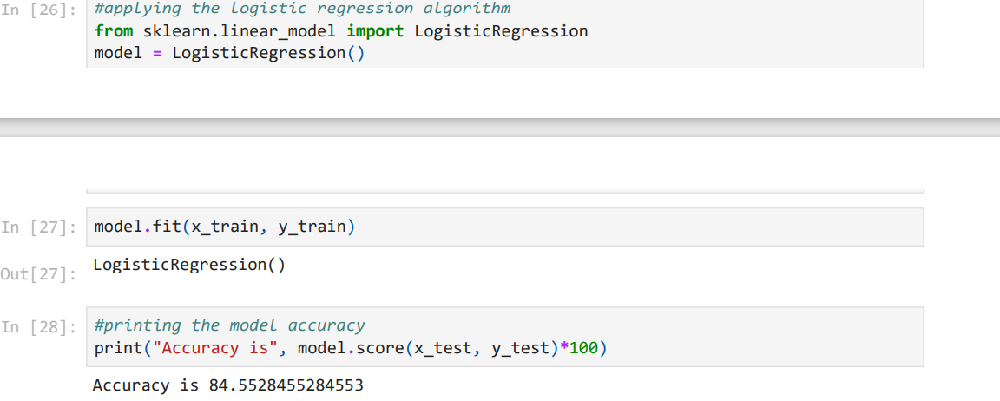 In [26]: #applying the logistic regression algorithm
from sklearn.linear_model import LogisticRegression
model = LogisticRegression()
In [27]: model.fit(x_train, y_train)
Out[27]: LogisticRegression()
In [28]: #printing the model accuracy
print("Accuracy is", model.score(x_test, y_test)*100)
Accuracy is 84.5528455284553